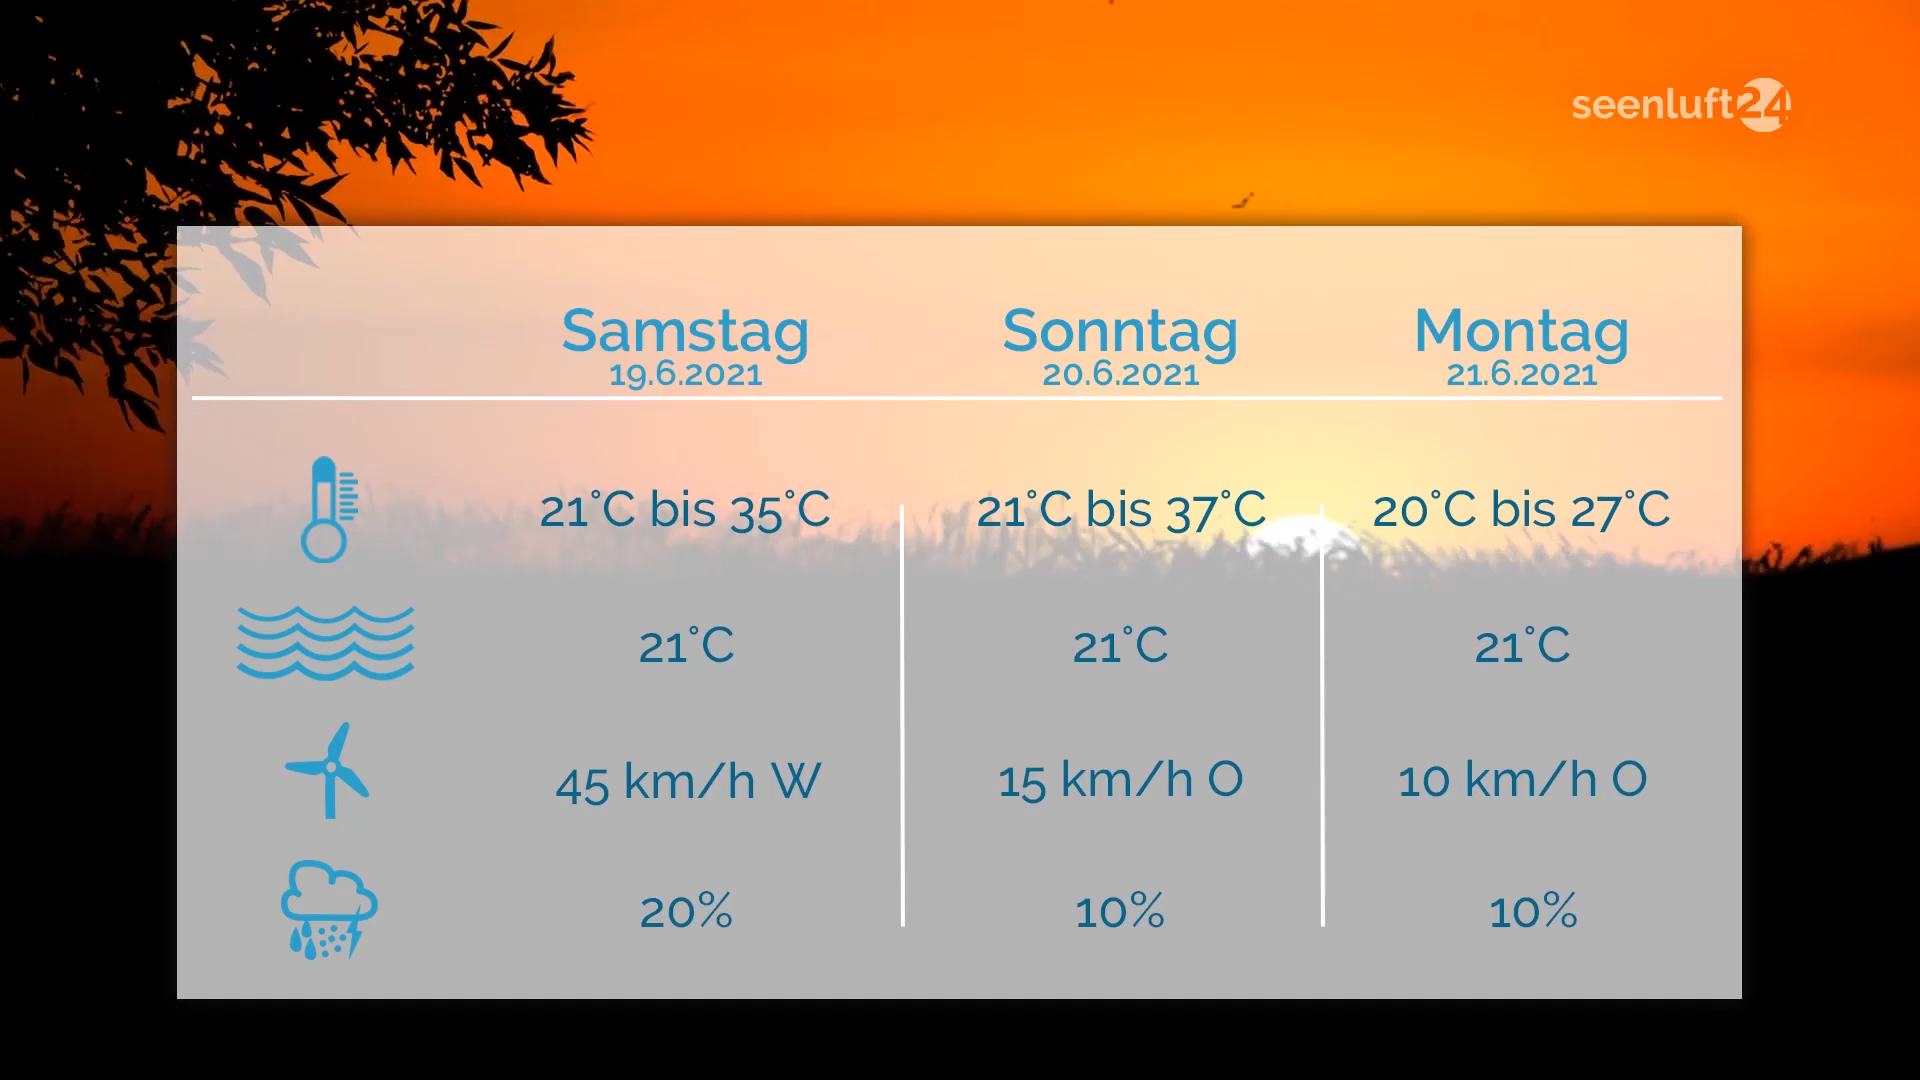 seenluft24
Samstag Sonntag Montag
19.6.2021 20.6.2021 21.6.2021
21°C bis 35°C 21°C bis 37°C 20°C bis 27°C
21°C 21°C 21°C
45 km/h W 15 km/h O 10 km/h O
20% 10% 10%